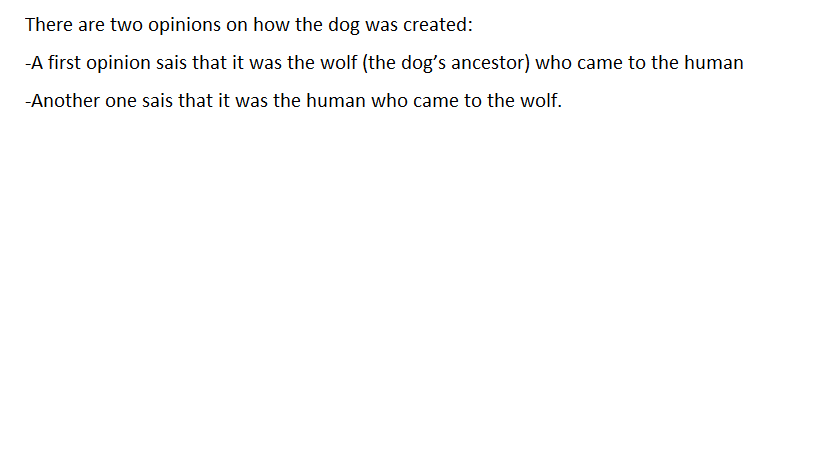 There are two opinions on how the dog was created:
-A first opinion sais that it was the wolf (the dog’s ancestor) who came to the human
-Another one sais that it was the human who came to the wolf.